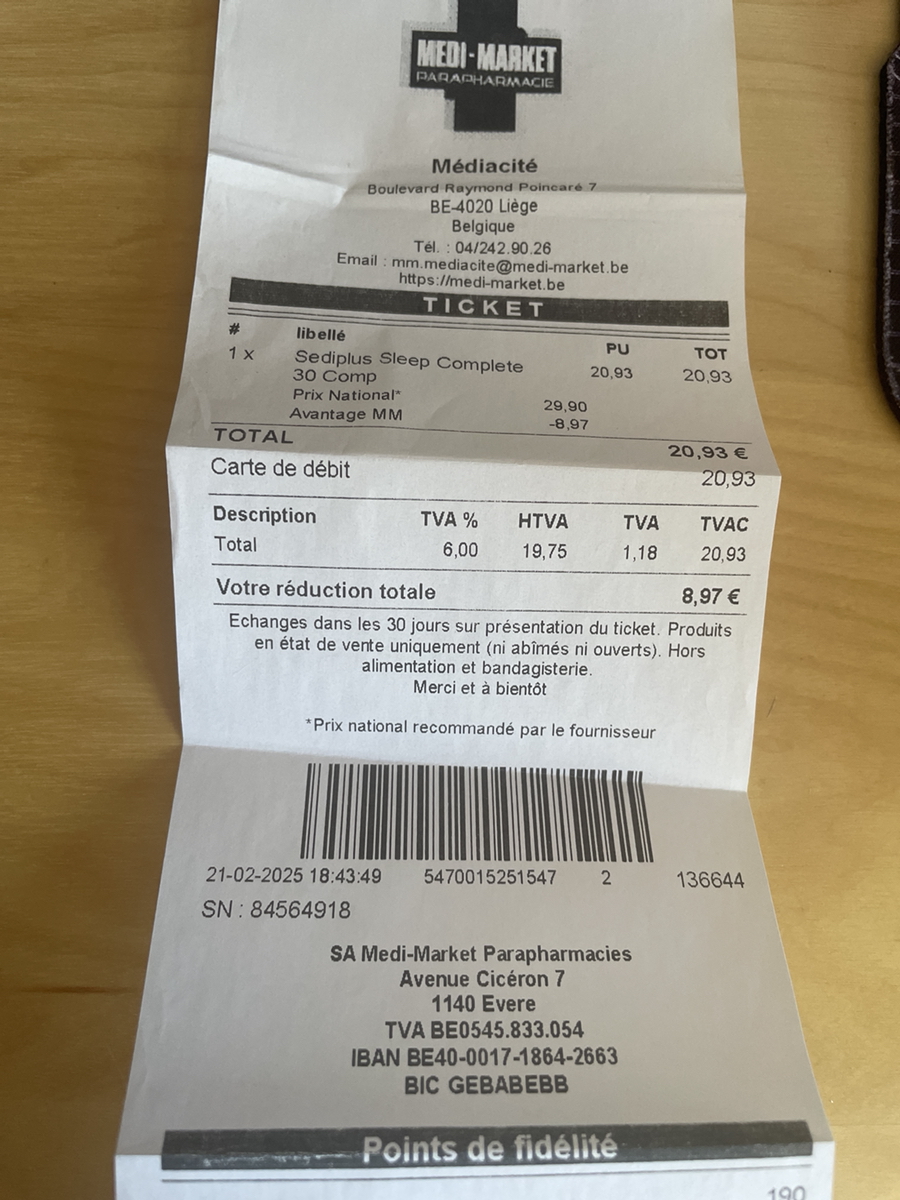 MEDI-MARKET
PARAPHARMACIE
Médiacité
Boulevard Raymond Poincaré 7
BE-4020 Liège
Belgique
Tél. : 04/242.90.26
Email : mm.mediacite@medi-market.be
https://medi-market.be
TICKET
# libellé PU TOT
1 x Sediplus Sleep Complete 20,93 20,93
30 Comp
Prix National* 29,90
Avantage MM -8,97
TOTAL 20,93 €
Carte de débit 20,93
Description TVA % HTVA TVA TVAC
Total 6,00 19,75 1,18 20,93
Votre réduction totale 8,97 €
Echanges dans les 30 jours sur présentation du ticket. Produits
en état de vente uniquement (ni abîmés ni ouverts). Hors
alimentation et bandagisterie.
Merci et à bientôt
*Prix national recommandé par le fournisseur
21-02-2025 18:43:49 5470015251547 2 136644
SN : 84564918
SA Medi-Market Parapharmacies
Avenue Cicéron 7
1140 Evere
TVA BE0545.833.054
IBAN BE40-0017-1864-2663
BIC GEBABEBB
Points de fidélité
190